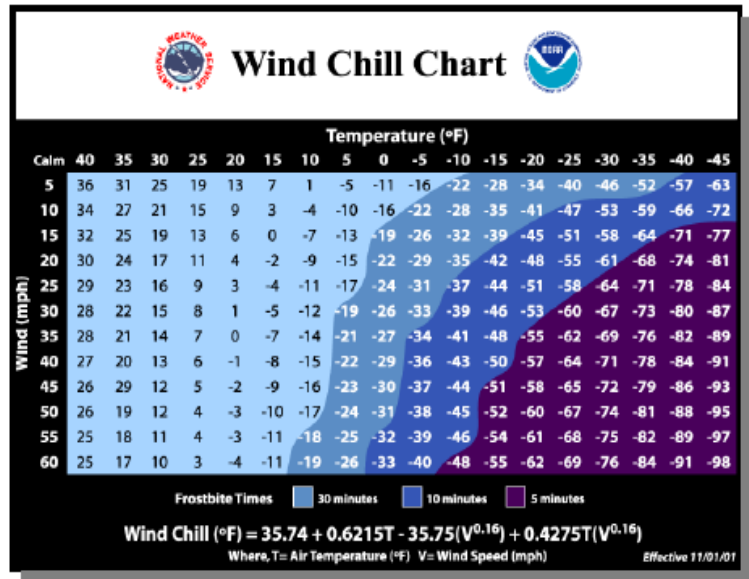 NATIONAL WEATHER SERVICE
Wind Chill Chart
NOAA
Temperature (ºF)
Calm 40 35 30 25 20 15 10 5 0 -5 -10 -15 -20 -25 -30 -35 -40 -45
Wind (mph)
5 36 31 25 19 13 7 1 -5 -11 -16 -22 -28 -34 -40 -46 -52 -57 -63
10 34 27 21 15 9 3 -4 -10 -16 -22 -28 -35 -41 -47 -53 -59 -66 -72
15 32 25 19 13 6 0 -7 -13 -19 -26 -32 -39 -45 -51 -58 -64 -71 -77
20 30 24 17 11 4 -2 -9 -15 -22 -29 -35 -42 -48 -55 -61 -68 -74 -81
25 29 23 16 9 3 -4 -11 -17 -24 -31 -37 -44 -51 -58 -64 -71 -78 -84
30 28 22 15 8 1 -5 -12 -19 -26 -33 -39 -46 -53 -60 -67 -73 -80 -87
35 28 21 14 7 0 -7 -14 -21 -27 -34 -41 -48 -55 -62 -69 -76 -82 -89
40 27 20 13 6 -1 -8 -15 -22 -29 -36 -43 -50 -57 -64 -71 -78 -84 -91
45 26 29 12 5 -2 -9 -16 -23 -30 -37 -44 -51 -58 -65 -72 -79 -86 -93
50 26 19 12 4 -3 -10 -17 -24 -31 -38 -45 -52 -60 -67 -74 -81 -88 -95
55 25 18 11 4 -3 -11 -18 -25 -32 -39 -46 -54 -61 -68 -75 -82 -89 -97
60 25 17 10 3 -4 -11 -19 -26 -33 -40 -48 -55 -62 -69 -76 -84 -91 -98
Frostbite Times 30 minutes 10 minutes 5 minutes
Wind Chill (ºF) = 35.74 + 0.6215T - 35.75(V^0.16) + 0.4275T(V^0.16)
Where, T= Air Temperature (ºF) V= Wind Speed (mph) Effective 11/01/01